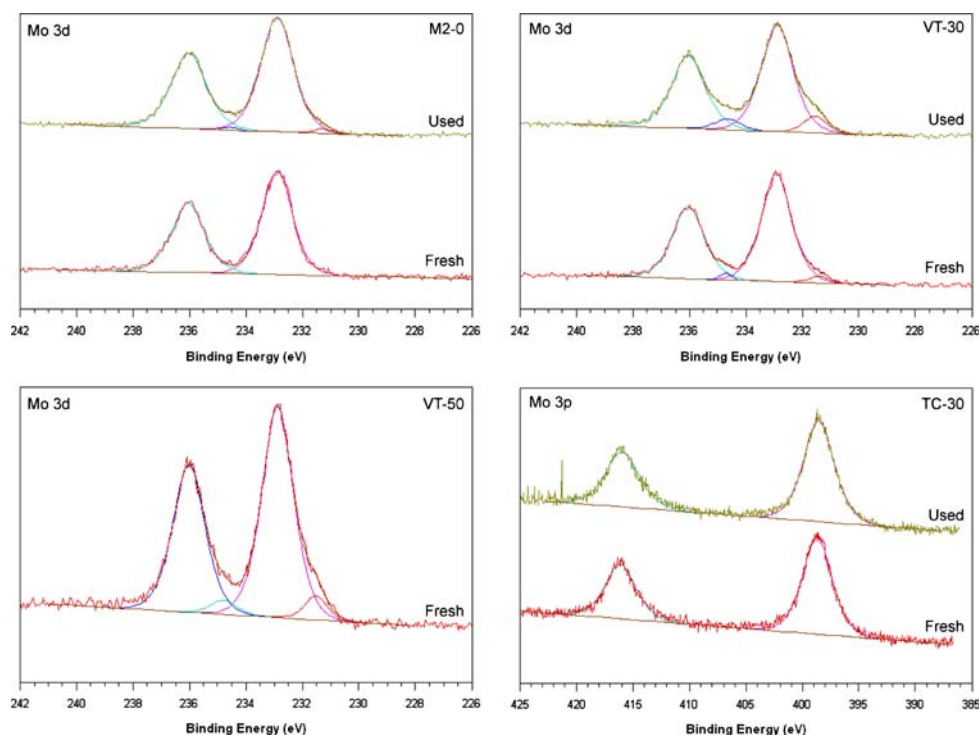 Mo 3d M2-0
Used
Fresh
242 240 238 236 234 232 230 228 226
Binding Energy (eV)
Mo 3d VT-30
Used
Fresh
242 240 238 236 234 232 230 228 226
Binding Energy (eV)
Mo 3d VT-50
Fresh
242 240 238 236 234 232 230 228 226
Binding Energy (eV)
Mo 3p TC-30
Used
Fresh
425 420 415 410 405 400 395 390 385
Binding Energy (eV)